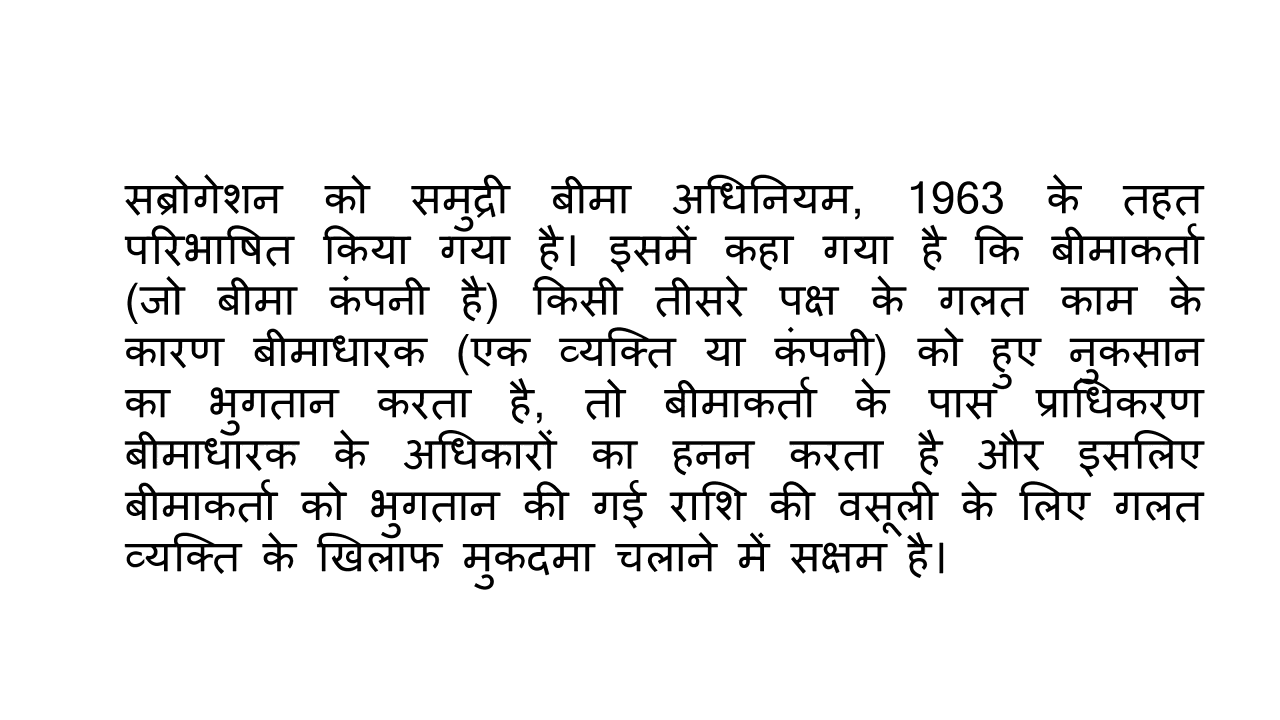 सब्रोगेशन को समुद्री बीमा अधिनियम, 1963 के तहत
परिभाषित किया गया है। इसमें कहा गया है कि बीमाकर्ता
(जो बीमा कंपनी है) किसी तीसरे पक्ष के गलत काम के
कारण बीमाधारक (एक व्यक्ति या कंपनी) को हुए नुकसान
का भुगतान करता है, तो बीमाकर्ता के पास प्राधिकरण
बीमाधारक के अधिकारों का हनन करता है और इसलिए
बीमाकर्ता को भुगतान की गई राशि की वसूली के लिए गलत
व्यक्ति के खिलाफ मुकदमा चलाने में सक्षम है।